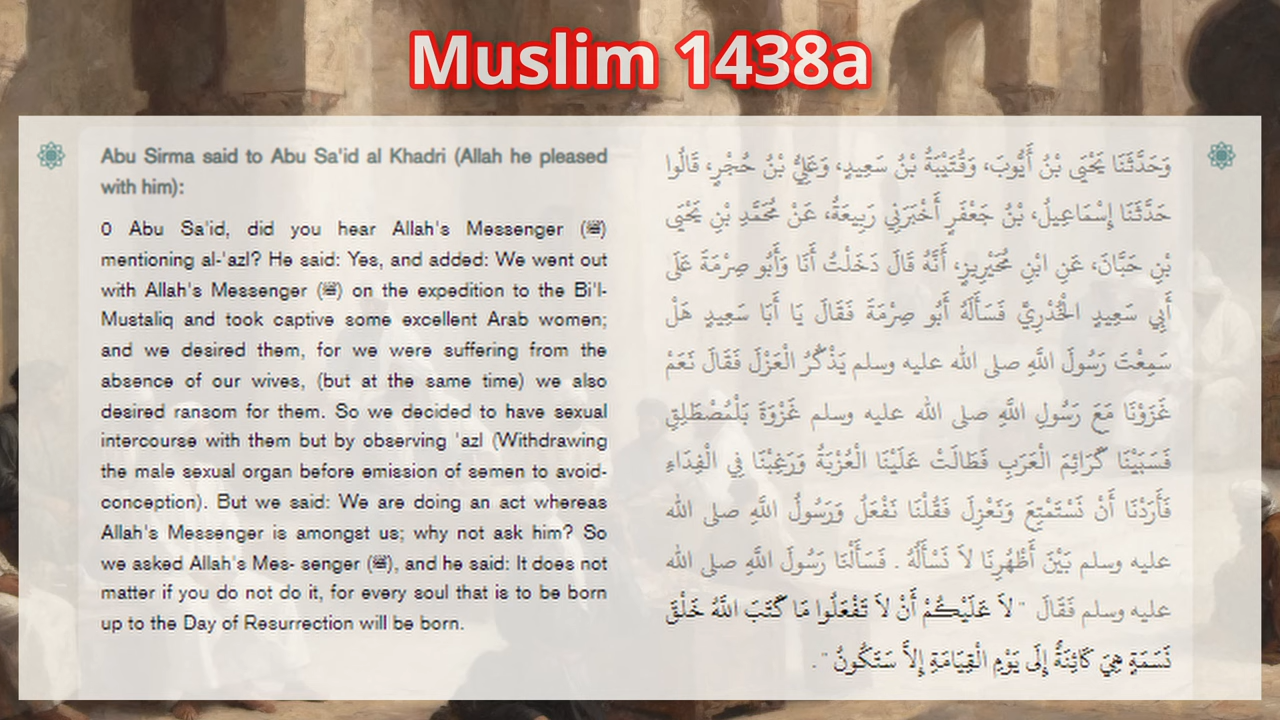 Muslim 1438a
Abu Sirma said to Abu Sa'id al Khadri (Allah he pleased
with him):
0 Abu Sa'id, did you hear Allah's Messenger (ﷺ)
mentioning al-'azl? He said: Yes, and added: We went out
with Allah's Messenger (ﷺ) on the expedition to the Bi'l-
Mustaliq and took captive some excellent Arab women;
and we desired them, for we were suffering from the
absence of our wives, (but at the same time) we also
desired ransom for them. So we decided to have sexual
intercourse with them but by observing 'azl (Withdrawing
the male sexual organ before emission of semen to avoid-
conception). But we said: We are doing an act whereas
Allah's Messenger is amongst us; why not ask him? So
we asked Allah's Mes- senger (ﷺ), and he said: It does not
matter if you do not do it, for every soul that is to be born
up to the Day of Resurrection will be born.
وَحَدَّثَنَا يَحْيَى بْنُ أَيُّوبَ، وَقُتَيْبَةُ بْنُ سَعِيدٍ، وَعَلِيُّ بْنُ حُجْرٍ، قَالُوا
حَدَّثَنَا إِسْمَاعِيلُ، بْنُ جَعْفَرٍ أَخْبَرَنِي رَبِيعَةُ، عَنْ مُحَمَّدِ بْنِ يَحْيَى
بْنِ حَبَّانَ، عَنِ ابْنِ مُحَيْرِيزٍ، أَنَّهُ قَالَ دَخَلْتُ أَنَا وَأَبُو صِرْمَةَ عَلَى
أَبِي سَعِيدٍ الْخُدْرِيِّ فَسَأَلَهُ أَبُو صِرْمَةَ فَقَالَ يَا أَبَا سَعِيدٍ هَلْ
سَمِعْتَ رَسُولَ اللَّهِ صلى الله عليه وسلم يَذْكُرُ الْعَزْلَ فَقَالَ نَعَمْ
غَزَوْنَا مَعَ رَسُولِ اللَّهِ صلى الله عليه وسلم غَزْوَةَ بَلْمُصْطَلِقِ
فَسَبَيْنَا كَرَائِمَ الْعَرَبِ فَطَالَتْ عَلَيْنَا الْعُزْبَةُ وَرَغِبْنَا فِي الْفِدَاءِ
فَأَرَدْنَا أَنْ نَسْتَمْتِعَ وَنَعْزِلَ فَقُلْنَا نَفْعَلُ وَرَسُولُ اللَّهِ صلى الله
عليه وسلم بَيْنَ أَظْهُرِنَا لاَ نَسْأَلُهُ ‏.‏ فَسَأَلْنَا رَسُولَ اللَّهِ صلى الله
عليه وسلم فَقَالَ ‏"‏ لاَ عَلَيْكُمْ أَنْ لاَ تَفْعَلُوا مَا كَتَبَ اللَّهُ خَلْقَ
نَسَمَةٍ هِيَ كَائِنَةٌ إِلَى يَوْمِ الْقِيَامَةِ إِلاَّ سَتَكُونُ ‏"‏ ‏.‏